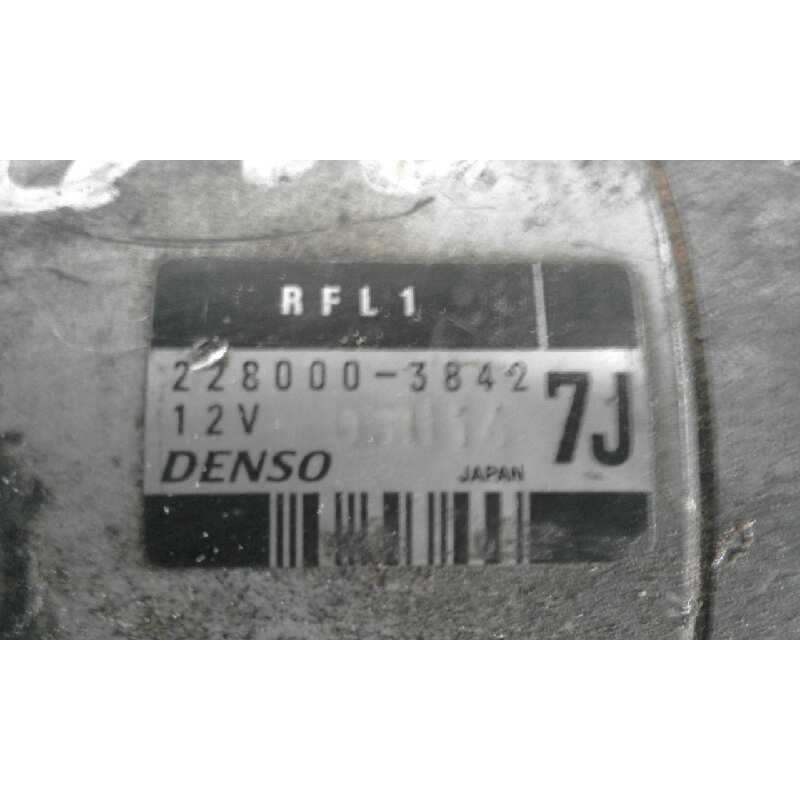 RFL1
228000-3842 7J
12V
DENSO JAPAN